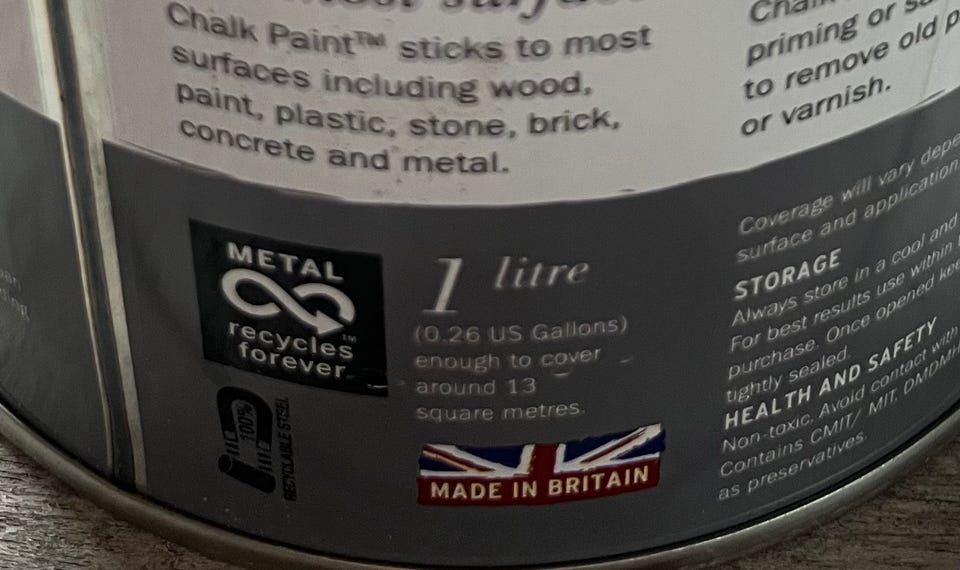 Chalk Paint™ sticks to most
surfaces including wood,
paint, plastic, stone, brick,
concrete and metal.
priming or
to remove old
or varnish.
METAL
recycles
forever
™
100%
RECYCLABLE STEEL
1 litre
(0.26 US Gallons)
enough to cover
around 13
square metres.
MADE IN BRITAIN
Coverage will vary
surface and application.
STORAGE
Always store in a cool and
For best results use within
purchase. Once opened
tightly sealed.
HEALTH AND SAFETY
Non-toxic. Avoid contact with
Contains CMIT/ MIT,
as preservatives.